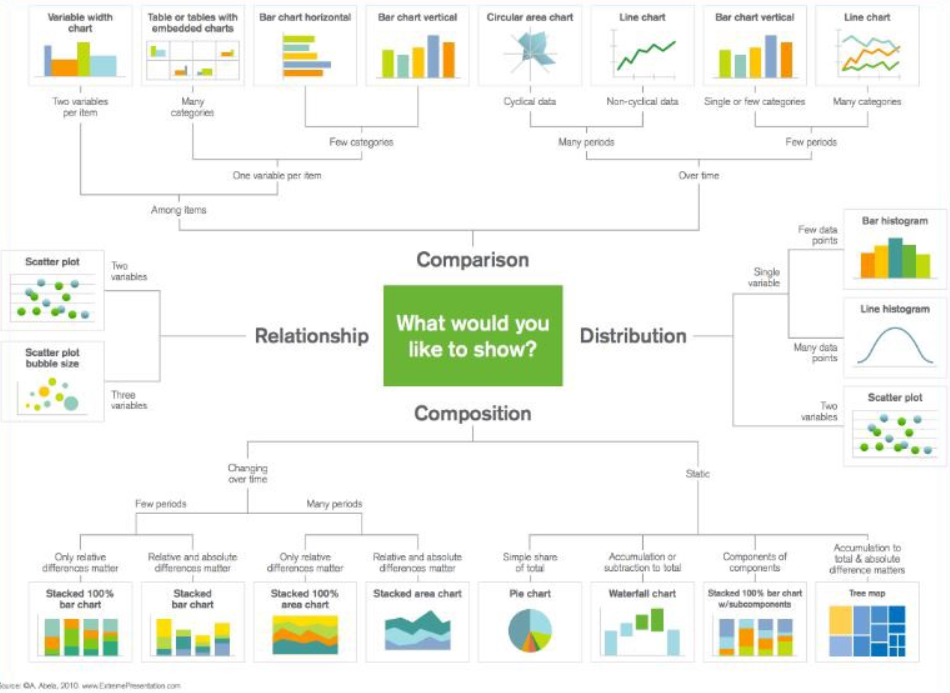 Variable width
chart
Table or tables with
embedded charts
Bar chart horizontal
Bar chart vertical
Circular area chart
Line chart
Bar chart vertical
Line chart
Two variables
per item
Many
categories
Cyclical data
Non-cyclical data
Single or few categories
Many categories
Few categories
Many periods
Few periods
One variable per item
Over time
Among items
Comparison
Scatter plot
Two
variables
Scatter plot
bubble size
Three
variables
Relationship
What would you
like to show?
Distribution
Single
variable
Few data
points
Bar histogram
Many data
points
Line histogram
Two
variables
Scatter plot
Composition
Changing
over time
Static
Few periods
Many periods
Only relative
differences matter
Relative and absolute
differences matter
Only relative
differences matter
Relative and absolute
differences matter
Simple share
of total
Accumulation or
subtraction to total
Components of
components
Accumulation to
total & absolute
difference matters
Stacked 100%
bar chart
Stacked
bar chart
Stacked 100%
area chart
Stacked area chart
Pie chart
Waterfall chart
Stacked 100% bar chart
w/subcomponents
Tree map
Source: ©A. Abela, 2010. www.ExtremePresentation.com